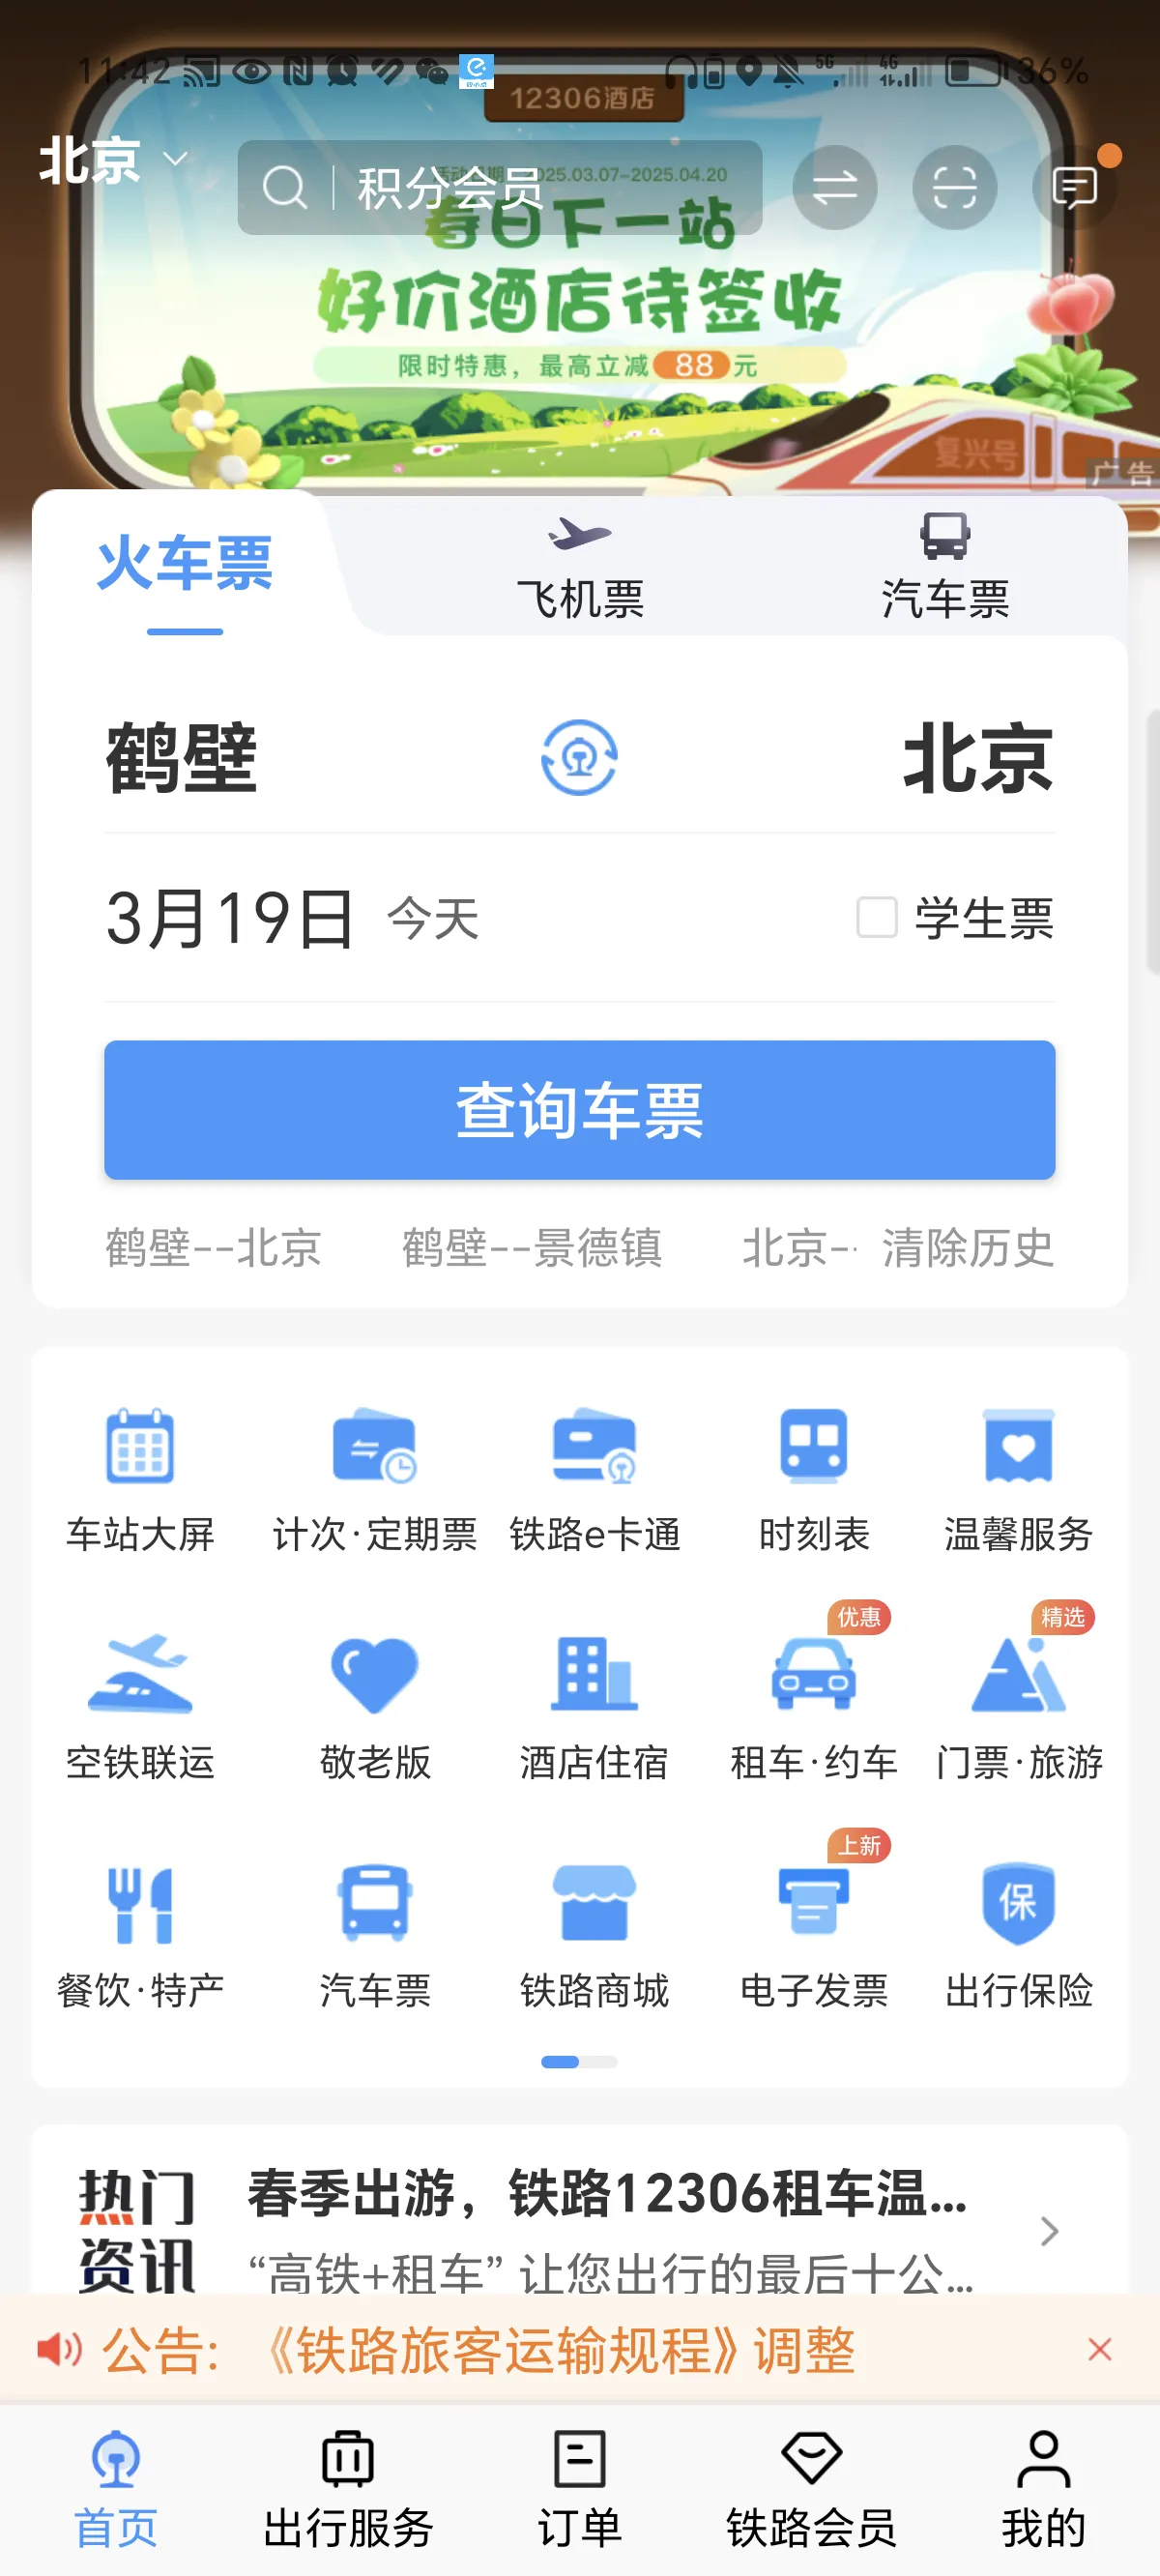 11:42
5G
4G
36%
12306酒店
北京
积分会员
2025.03.07-2025.04.20
春日下一站
好价酒店待签收
限时特惠，最高立减88元
复兴号
广告
火车票
飞机票
汽车票
鹤壁
北京
3月19日 今天
学生票
查询车票
鹤壁--北京 鹤壁--景德镇 北京-- 清除历史
车站大屏 计次·定期票 铁路e卡通 时刻表 温馨服务
优惠 精选
空铁联运 敬老版 酒店住宿 租车·约车 门票·旅游
上新
保
餐饮·特产 汽车票 铁路商城 电子发票 出行保险
热门
资讯
春季出游，铁路12306租车温...
“高铁+租车” 让您出行的最后十公...
公告: 《铁路旅客运输规程》调整
首页 出行服务 订单 铁路会员 我的